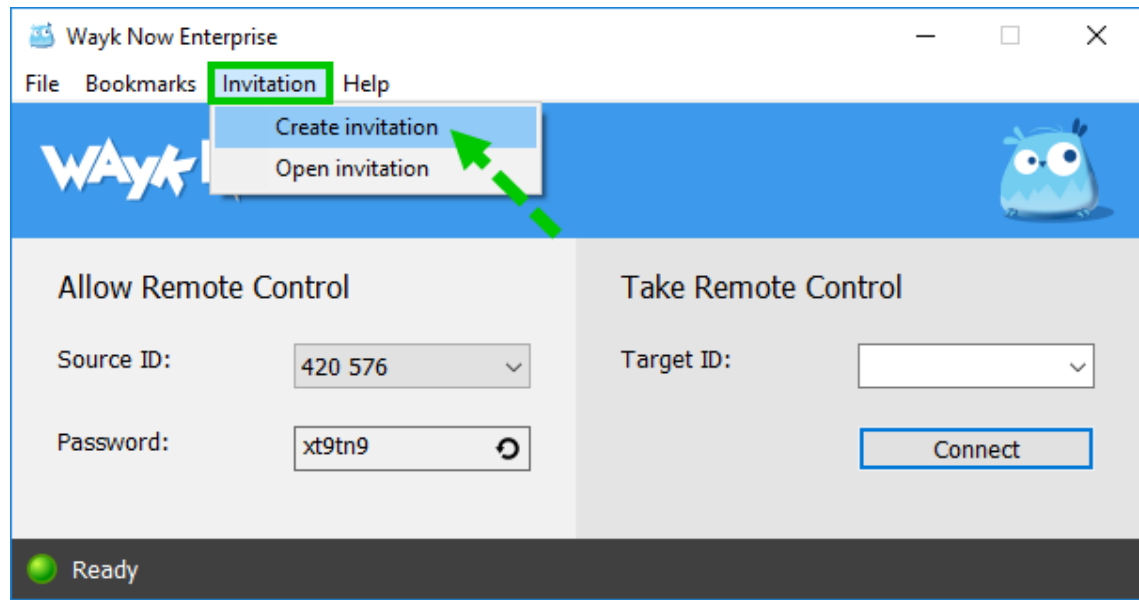 Wayk Now Enterprise
File Bookmarks Invitation Help
Create invitation
Open invitation
WAyk
Allow Remote Control
Source ID: 420 576
Password: xt9tn9
Take Remote Control
Target ID:
Connect
Ready